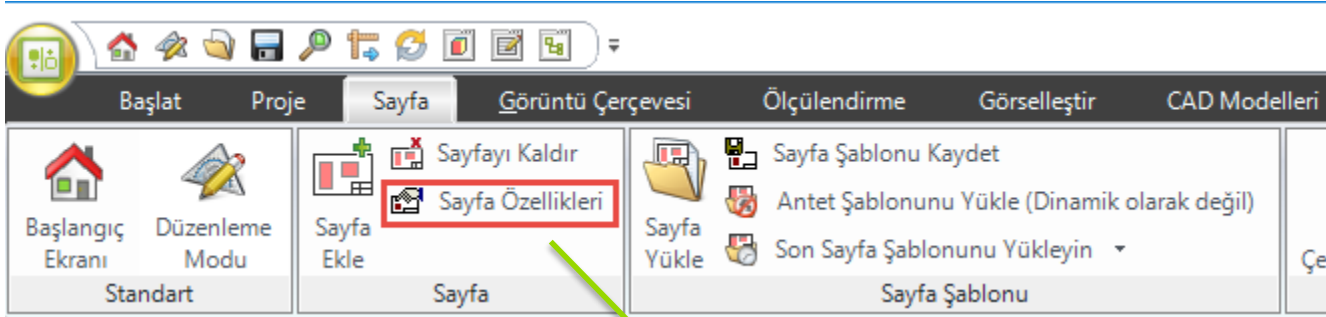 Başlat Proje Sayfa Görüntü Çerçevesi Ölçülendirme Görselleştir CAD Modelleri
Başlangıç
Ekranı
Düzenleme
Modu
Standart
Sayfa
Ekle
Sayfayı Kaldır
Sayfa Özellikleri
Sayfa
Sayfa
Yükle
Sayfa Şablonu Kaydet
Antet Şablonunu Yükle (Dinamik olarak değil)
Son Sayfa Şablonunu Yükleyin
Sayfa Şablonu
Çe